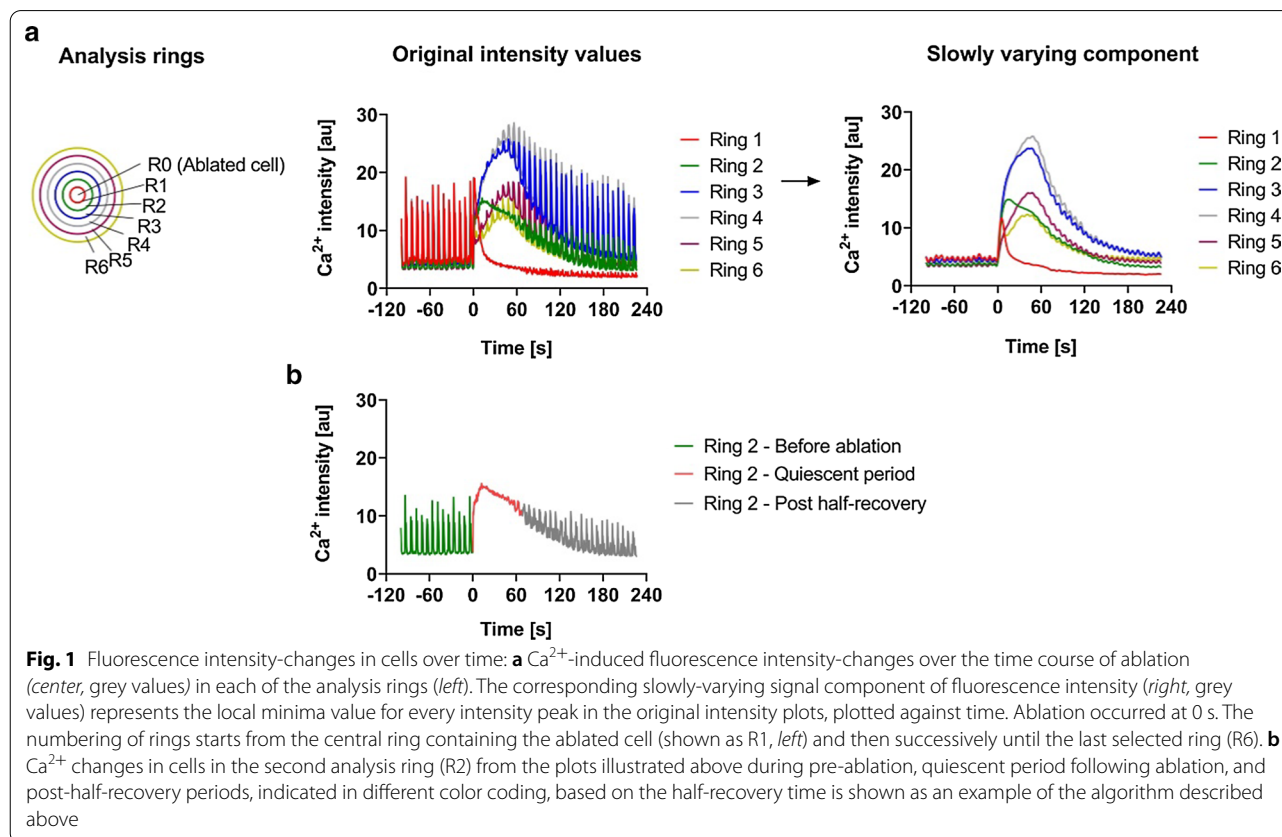 a
Analysis rings
Original intensity values
Slowly varying component
R0 (Ablated cell)
R1
R2
R3
R4
R5
R6
Ca2+ intensity [au]
30
20
10
0
-120 -60 0 60 120 180 240
Time [s]
Ring 1
Ring 2
Ring 3
Ring 4
Ring 5
Ring 6
Ca2+ intensity [au]
30
20
10
0
-120 -60 0 60 120 180 240
Time [s]
Ring 1
Ring 2
Ring 3
Ring 4
Ring 5
Ring 6
b
Ca2+ intensity [au]
30
20
10
0
-120 -60 0 60 120 180 240
Time [s]
Ring 2 - Before ablation
Ring 2 - Quiescent period
Ring 2 - Post half-recovery
Fig. 1 Fluorescence intensity-changes in cells over time: a Ca2+-induced fluorescence intensity-changes over the time course of ablation
(center, grey values) in each of the analysis rings (left). The corresponding slowly-varying signal component of fluorescence intensity (right, grey
values) represents the local minima value for every intensity peak in the original intensity plots, plotted against time. Ablation occurred at 0 s. The
numbering of rings starts from the central ring containing the ablated cell (shown as R1, left) and then successively until the last selected ring (R6). b
Ca2+ changes in cells in the second analysis ring (R2) from the plots illustrated above during pre-ablation, quiescent period following ablation, and
post-half-recovery periods, indicated in different color coding, based on the half-recovery time is shown as an example of the algorithm described
above